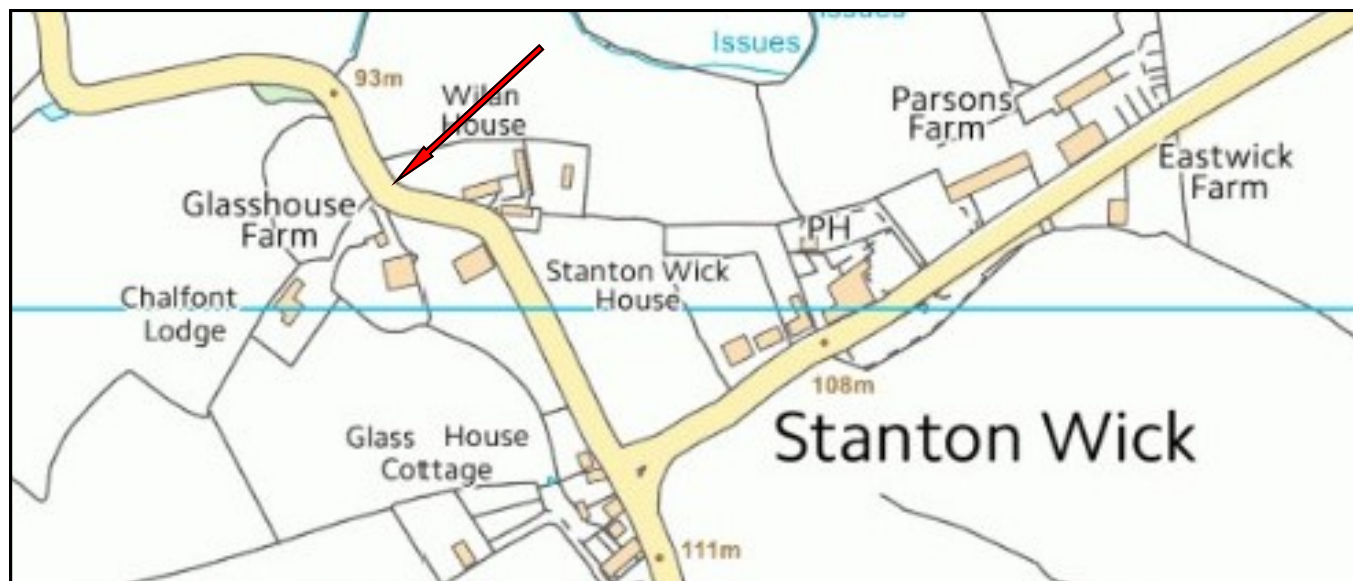 Issues
Issues
93m
Wilan
House
Parsons
Farm
Eastwick
Farm
Glasshouse
Farm
PH
Stanton Wick
House
Chalfont
Lodge
108m
Stanton Wick
Glass House
Cottage
111m